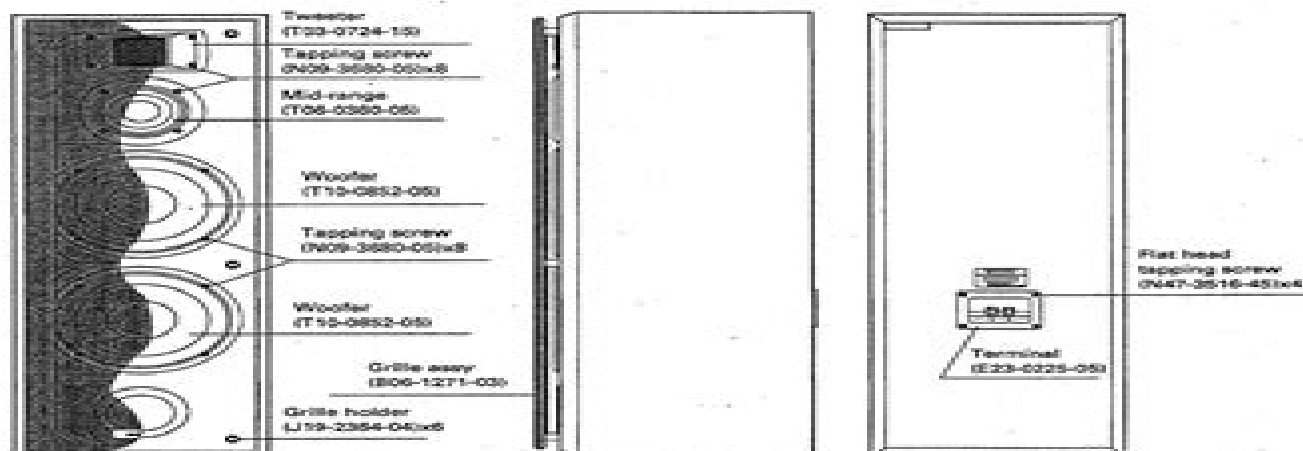 Tweeter
(T03-0724-15)
Tapping screw
(N09-3680-05)x8
Mid-range
(T06-0360-05)
Woofer
(T10-0852-05)
Tapping screw
(N09-3680-05)x8
Woofer
(T10-0852-05)
Grille assy
(B06-1271-03)
Grille holder
(J19-2364-04)x6
Flat head
tapping screw
(N47-3516-45)x4
Terminal
(E23-0225-05)